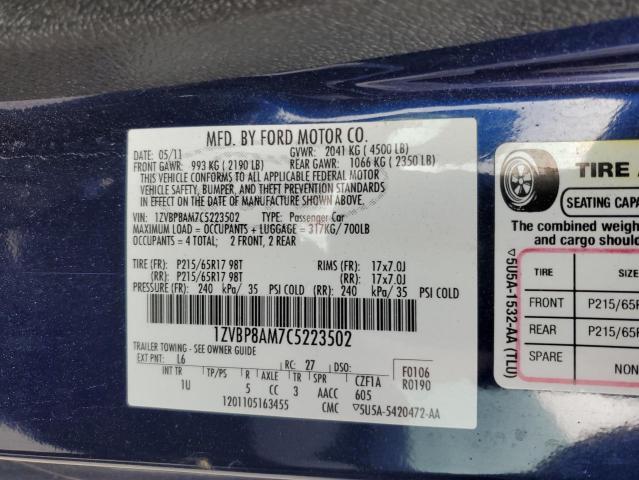 MFD. BY FORD MOTOR CO.
05/11 GVWR: 2041 KG ( 4500 LB)
FRONT GAWR: 993 KG ( 2190 LB) REAR GAWR: 1066 KG ( 2350 LB)
THIS VEHICLE CONFORMS TO ALL APPLICABLE FEDERAL MOTOR
VEHICLE SAFETY, BUMPER, AND THEFT PREVENTION STANDARDS
IN EFFECT ON THE DATE OF MANUFACTURE SHOWN ABOVE.
VIN: 1ZVBP8AM7C5223502 TYPE: Passenger Car
MAXIMUM LOAD = OCCUPANTS + LUGGAGE = 317KG/ 700LB
OCCUPANTS = 4 TOTAL; 2 FRONT, 2 REAR
TIRE (FR): P215/65R17 98T RIMS (FR): 17x7.0J
(RR): P215/65R17 98T (RR): 17x7.0J
PRESSURE (FR): 240 kPa/ 35 PSI COLD (RR): 240 kPa/ 35 PSI COLD
1ZVBP8AM7C5223502
TRAILER TOWING - SEE OWNER GUIDE
EXT PNT: L6 RC: 27 DSO: F0106
INT TR TP/PS R AXLE TR SPR CZF1A R0190
1U 5 CC 3 AACC 605
1201105163455 CMC ▽5U5A-5420472-AA
TIRE
SEATING CAPA
The combined weight
and cargo should
TIRE SIZE
FRONT P215/65R
REAR P215/65R
SPARE NON
▽5U5A-1532-AA (TLU)